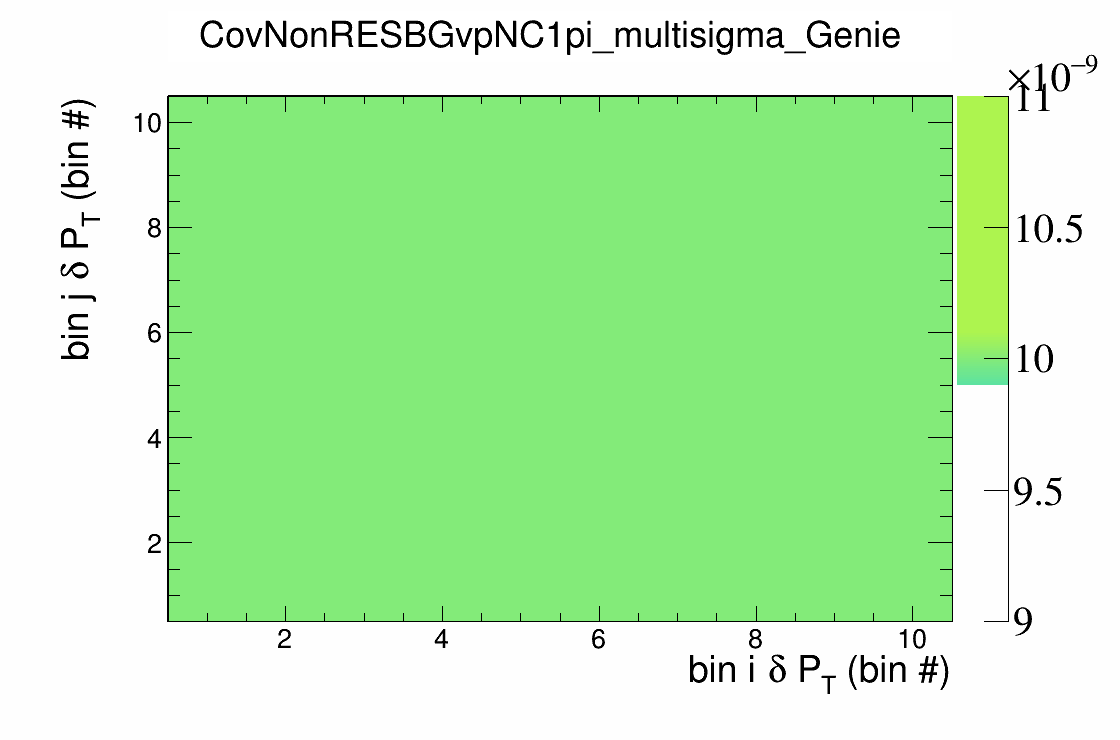 CovNonRESBGvpNC1pi_multisigma_Genie
×10⁻⁹
11
10.5
10
9.5
9
bin j δ P_T (bin #)
10
8
6
4
2
2 4 6 8 10
bin i δ P_T (bin #)